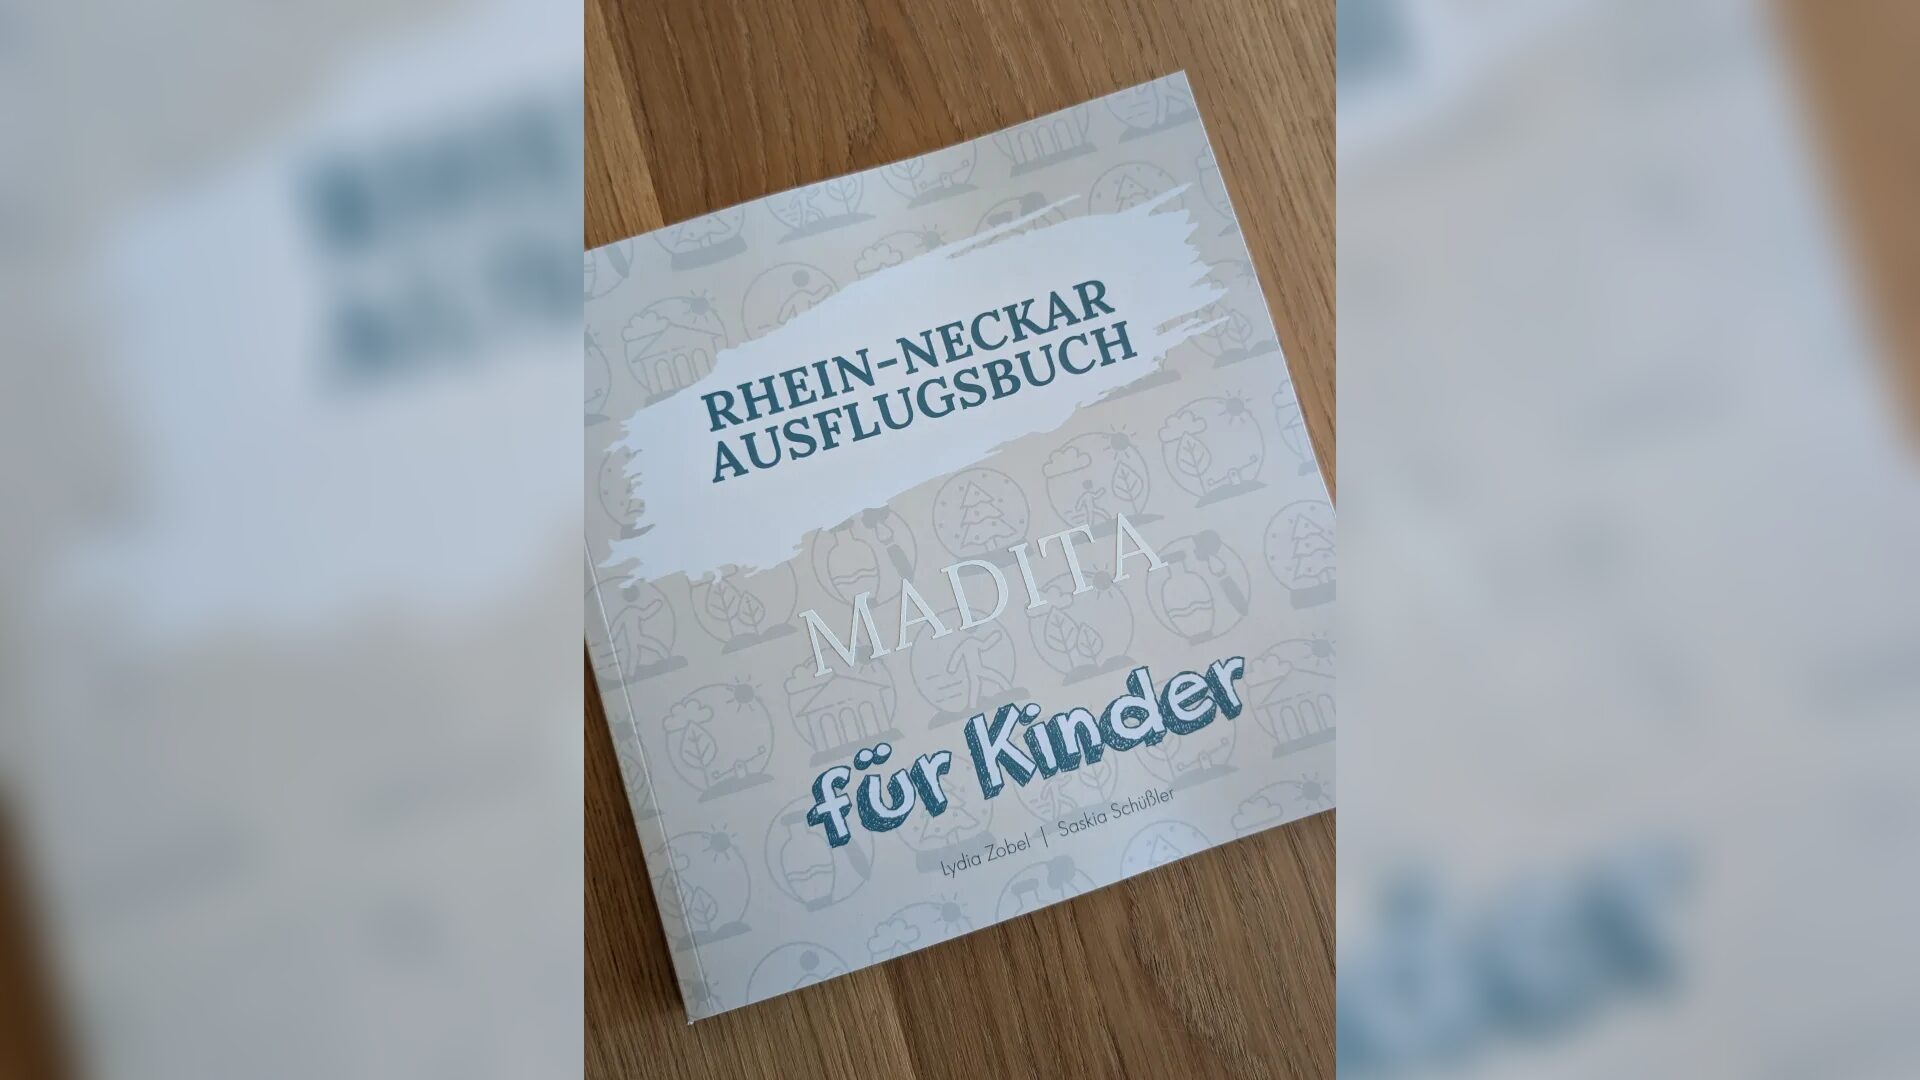 RHEIN-NECKAR
AUSFLUGSBUCH
MADITA
für Kinder
Lydia Zobel | Saskia Schüßler